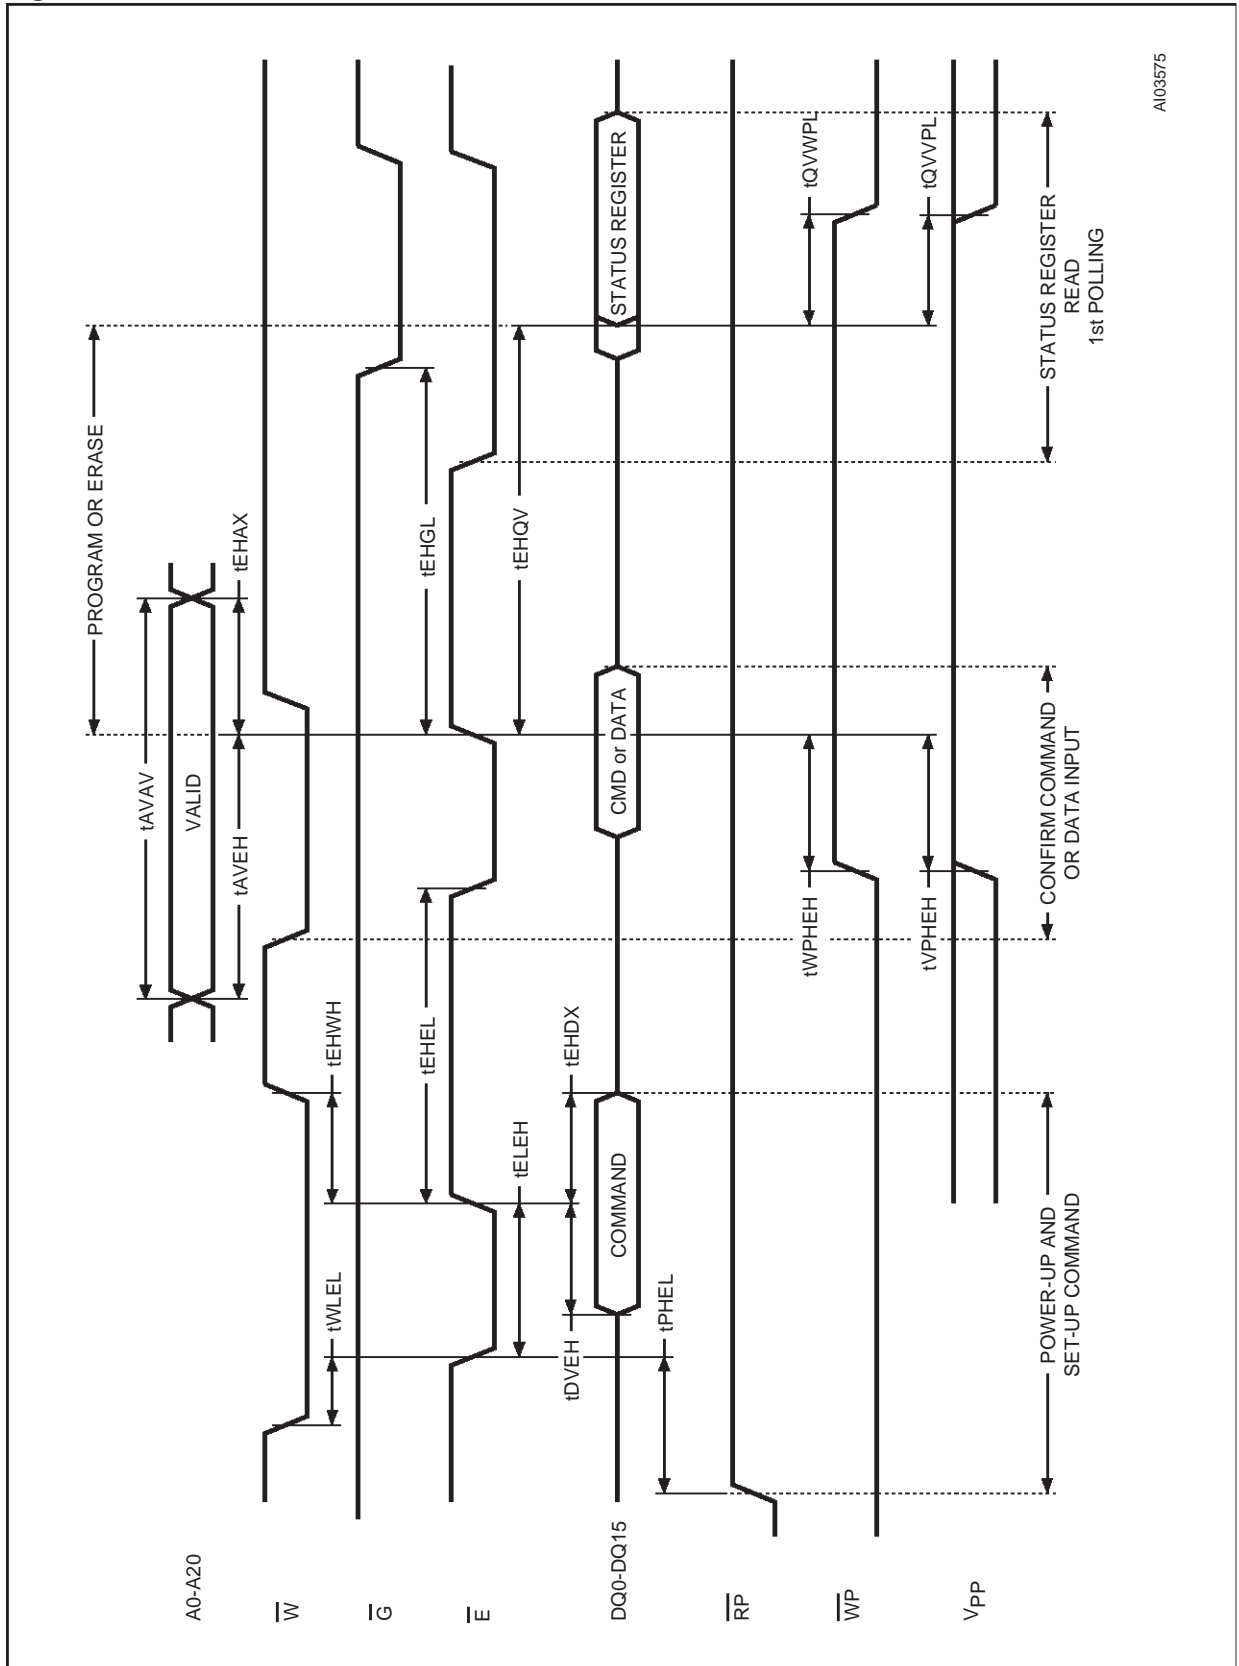 A0-A20
VALID
tAVAV
tAVEH
tEHAX
PROGRAM OR ERASE
W
tWLEL
tEHWH
G
tEHEL
tEHGL
E
tELEH
tEHQV
tDVEH
tEHDX
DQ0-DQ15
COMMAND
CMD or DATA
STATUS REGISTER
tPHEL
RP
WP
tWPHEH
tQVWPL
VPP
tVPHEH
tQVVPL
POWER-UP AND
SET-UP COMMAND
CONFIRM COMMAND
OR DATA INPUT
STATUS REGISTER
READ
1st POLLING
AI03575